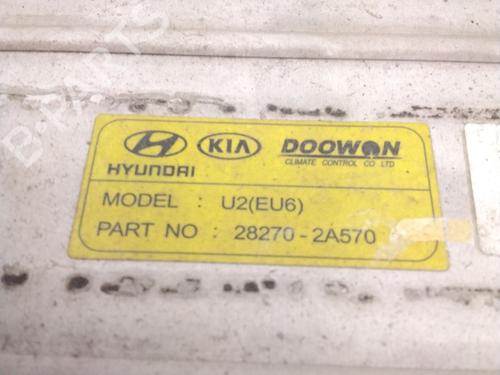 B-PARTS
HYUNDAI KIA DOOWON
CLIMATE CONTROL CO LTD
MODEL : U2(EU6)
PART NO : 28270-2A570